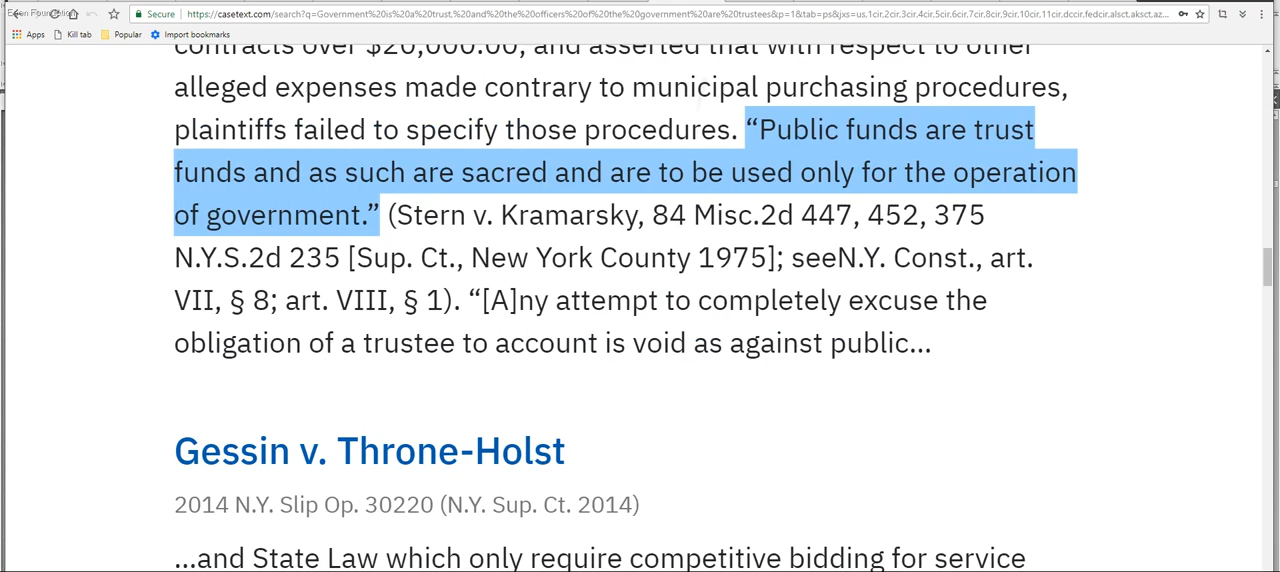 Secure https://casetext.com/search?q=Government%20is%20a%20trust,%20and%20the%20officers%20of%20the%20government%20are%20trustees&p=1&tab=ps&jxs=us,1cir,2cir,3cir,4cir,5cir,6cir,7cir,8cir,9cir,10cir,11cir,dccir,fedcir,alsct,aksct,az...
Apps Kill tab Popular Import bookmarks
contracts over $20,000.00, and asserted that with respect to other
alleged expenses made contrary to municipal purchasing procedures,
plaintiffs failed to specify those procedures. “Public funds are trust
funds and as such are sacred and are to be used only for the operation
of government.” (Stern v. Kramarsky, 84 Misc.2d 447, 452, 375
N.Y.S.2d 235 [Sup. Ct., New York County 1975]; seeN.Y. Const., art.
VII, § 8; art. VIII, § 1). “[A]ny attempt to completely excuse the
obligation of a trustee to account is void as against public...
Gessin v. Throne-Holst
2014 N.Y. Slip Op. 30220 (N.Y. Sup. Ct. 2014)
...and State Law which only require competitive bidding for service